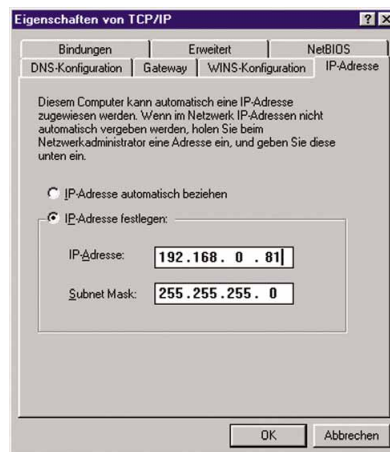 Eigenschaften von TCP/IP
Bindungen Erweitert NetBIOS
DNS-Konfiguration Gateway WINS-Konfiguration IP-Adresse
Diesem Computer kann automatisch eine IP-Adresse
zugewiesen werden. Wenn im Netzwerk IP-Adressen nicht
automatisch vergeben werden, holen Sie beim
Netzwerkadministrator eine Adresse ein, und geben Sie diese
unten ein.
IP-Adresse automatisch beziehen
IP-Adresse festlegen:
IP-Adresse: 192.168. 0 .81
Subnet Mask: 255.255.255. 0
OK Abbrechen